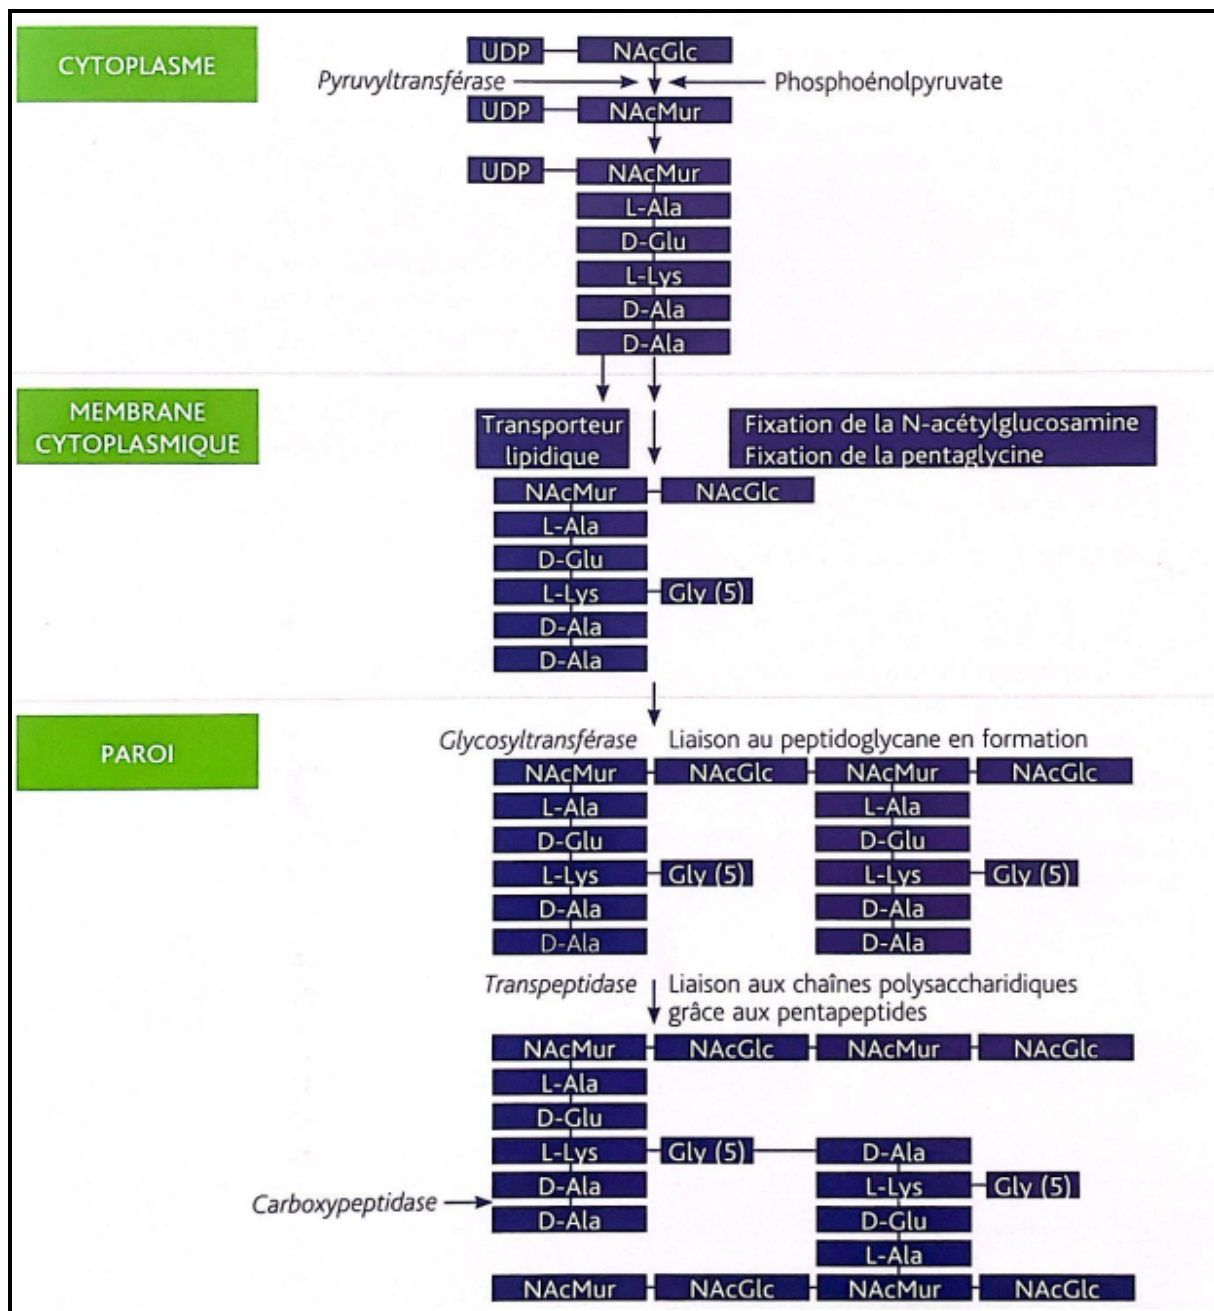 CYTOPLASME
UDP NAcGlc
Pyruvyltransférase Phosphoénolpyruvate
UDP NAcMur
UDP NAcMur
L-Ala
D-Glu
L-Lys
D-Ala
D-Ala
MEMBRANE
CYTOPLASMIQUE
Transporteur
lipidique
Fixation de la N-acétylglucosamine
Fixation de la pentaglycine
NAcMur NAcGlc
L-Ala
D-Glu
L-Lys Gly (5)
D-Ala
D-Ala
PAROI
Glycosyltransférase Liaison au peptidoglycane en formation
NAcMur NAcGlc NAcMur NAcGlc
L-Ala L-Ala
D-Glu D-Glu
L-Lys Gly (5) L-Lys Gly (5)
D-Ala D-Ala
D-Ala D-Ala
Transpeptidase Liaison aux chaînes polysaccharidiques
grâce aux pentapeptides
NAcMur NAcGlc NAcMur NAcGlc
L-Ala
D-Glu
L-Lys Gly (5) D-Ala
D-Ala L-Lys Gly (5)
Carboxypeptidase
D-Ala D-Glu
L-Ala
NAcMur NAcGlc NAcMur NAcGlc